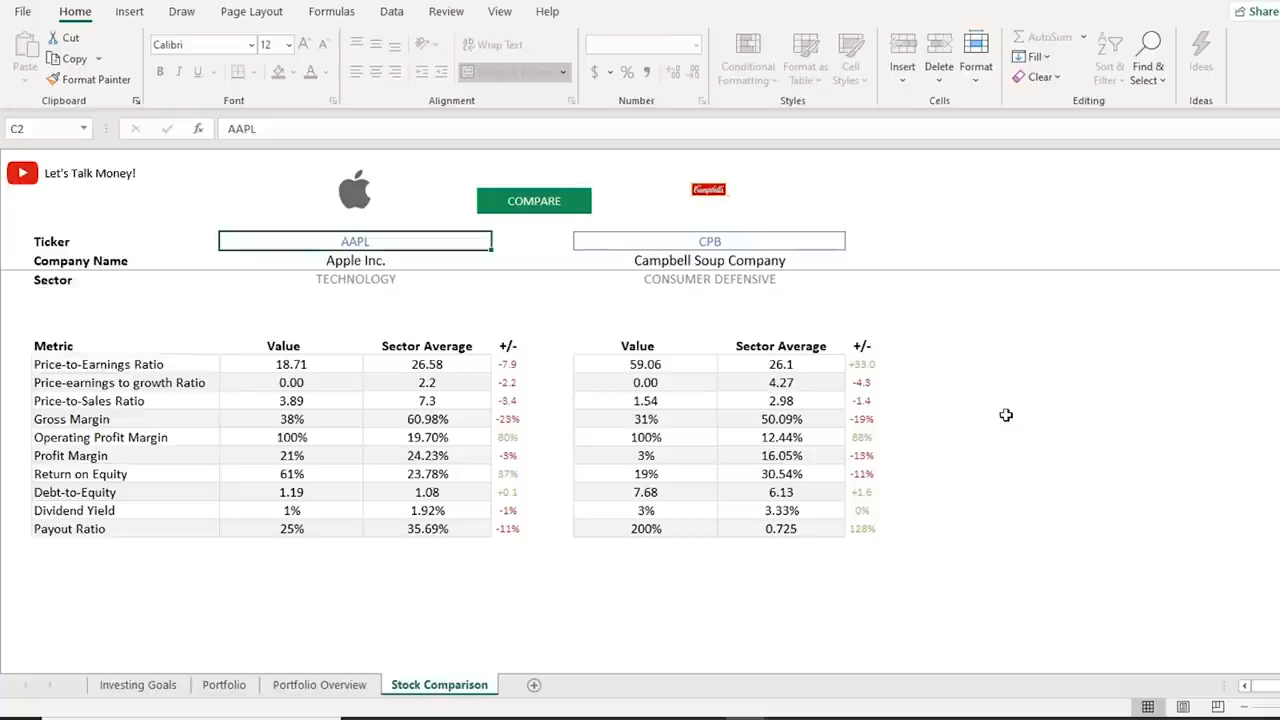 File Home Insert Draw Page Layout Formulas Data Review View Help Share
Cut
Copy
Format Painter
Paste
Calibri 12
Wrap Text
Conditional Formatting
Format as Table
Cell Styles
Insert
Delete
Format
AutoSum
Fill
Clear
Sort & Filter
Find & Select
Ideas
Clipboard Font Alignment Number Styles Cells Editing Ideas
C2 AAPL
Let's Talk Money!
Campbell's
COMPARE
Ticker AAPL CPB
Company Name Apple Inc. Campbell Soup Company
Sector TECHNOLOGY CONSUMER DEFENSIVE
Metric Value Sector Average +/- Value Sector Average +/-
Price-to-Earnings Ratio 18.71 26.58 -7.9 59.06 26.1 +33.0
Price-earnings to growth Ratio 0.00 2.2 -2.2 0.00 4.27 -4.3
Price-to-Sales Ratio 3.89 7.3 -3.4 1.54 2.98 -1.4
Gross Margin 38% 60.98% -23% 31% 50.09% -19%
Operating Profit Margin 100% 19.70% 80% 100% 12.44% 88%
Profit Margin 21% 24.23% -3% 3% 16.05% -13%
Return on Equity 61% 23.78% 37% 19% 30.54% -11%
Debt-to-Equity 1.19 1.08 +0.1 7.68 6.13 +1.6
Dividend Yield 1% 1.92% -1% 3% 3.33% 0%
Payout Ratio 25% 35.69% -11% 200% 0.725 128%
Investing Goals Portfolio Portfolio Overview Stock Comparison